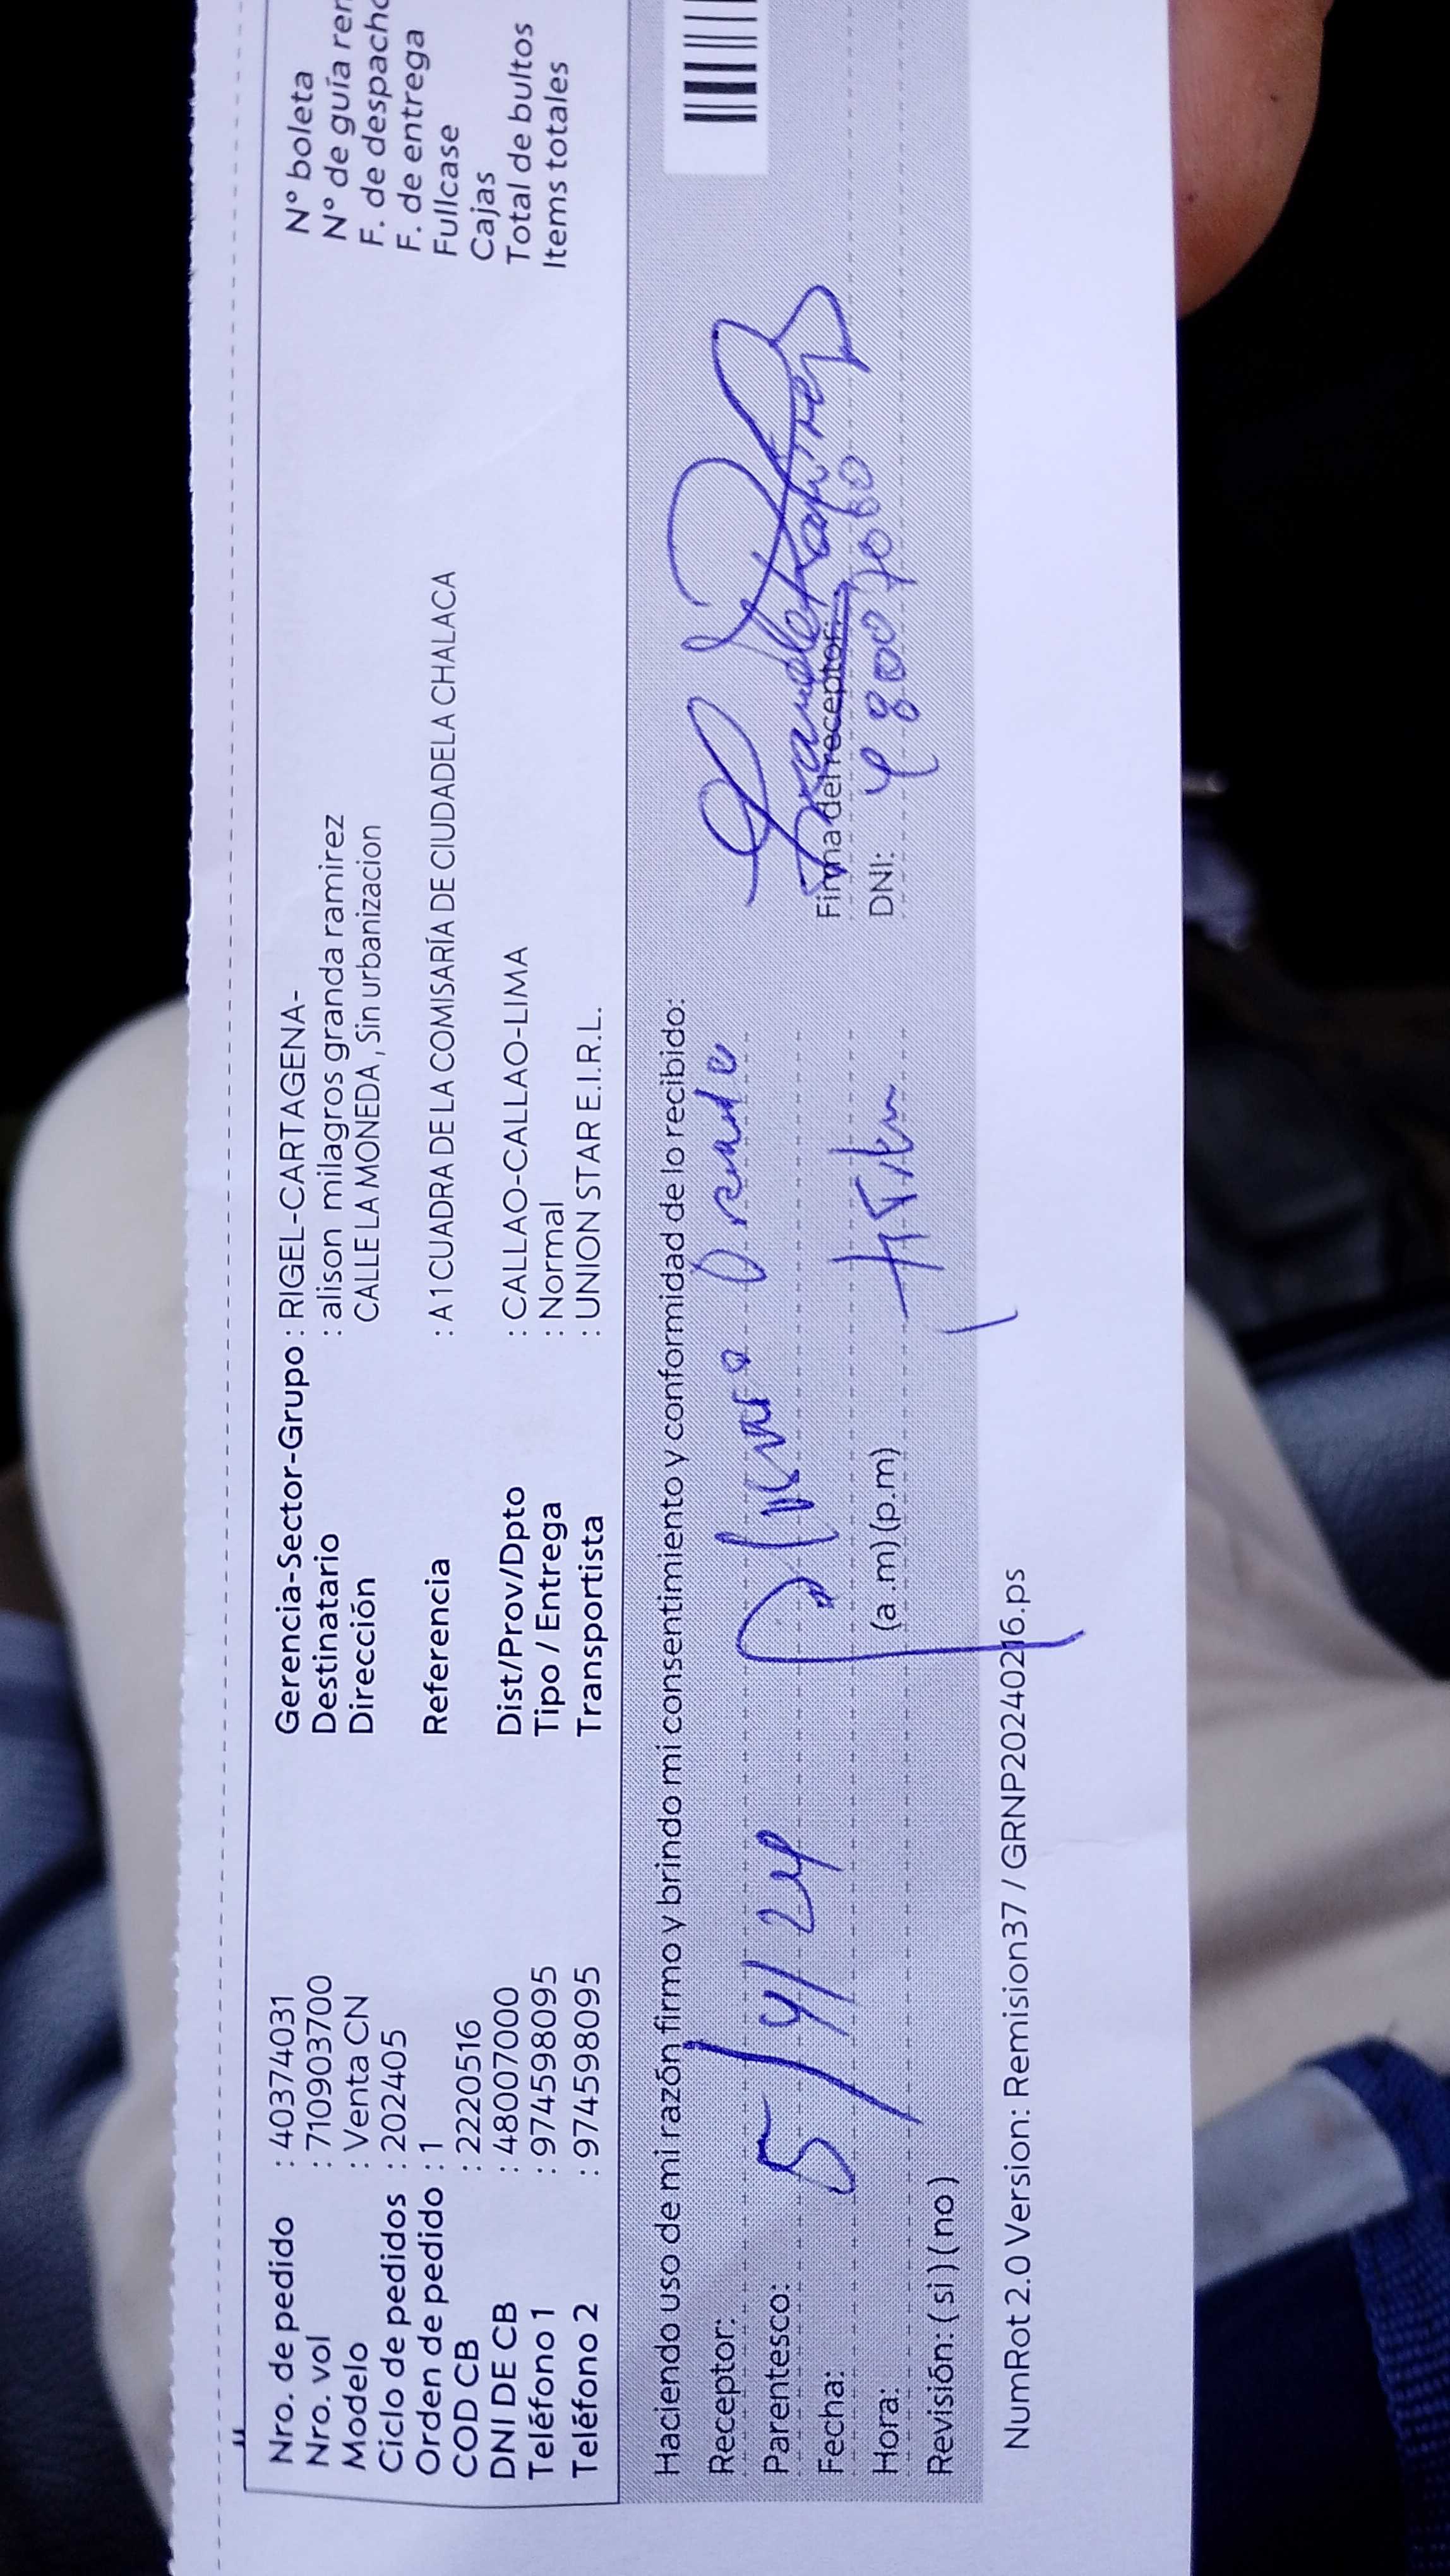 Nro. de pedido : 40374031
Nro. vol : 710903700
Modelo : Venta CN
Ciclo de pedidos : 202405
Orden de pedido : 1
COD CB : 2220516
DNI DE CB : 48007000
Teléfono 1 : 974598095
Teléfono 2 : 974598095
Gerencia-Sector-Grupo : RIGEL-CARTAGENA-
Destinatario : alison milagros granda ramirez
Dirección CALLE LA MONEDA , Sin urbanizacion
Referencia : A 1 CUADRA DE LA COMISARÍA DE CIUDADELA CHALACA
Dist/Prov/Dpto : CALLAO-CALLAO-LIMA
Tipo / Entrega : Normal
Transportista : UNION STAR E.I.R.L.
N° boleta
N° de guía
F. de despacho
F. de entrega
Fullcase
Cajas
Total de bultos
Items totales
Haciendo uso de mi razón firmo y brindo mi consentimiento y conformidad de lo recibido:
Receptor:
Parentesco:
Fecha: 5/4/24
Hora: (a .m) (p.m)
Revisión: ( si ) ( no )
Firma del receptor:
DNI:
NumRot 2.0 Version: Remision37 / GRNP20240216.ps